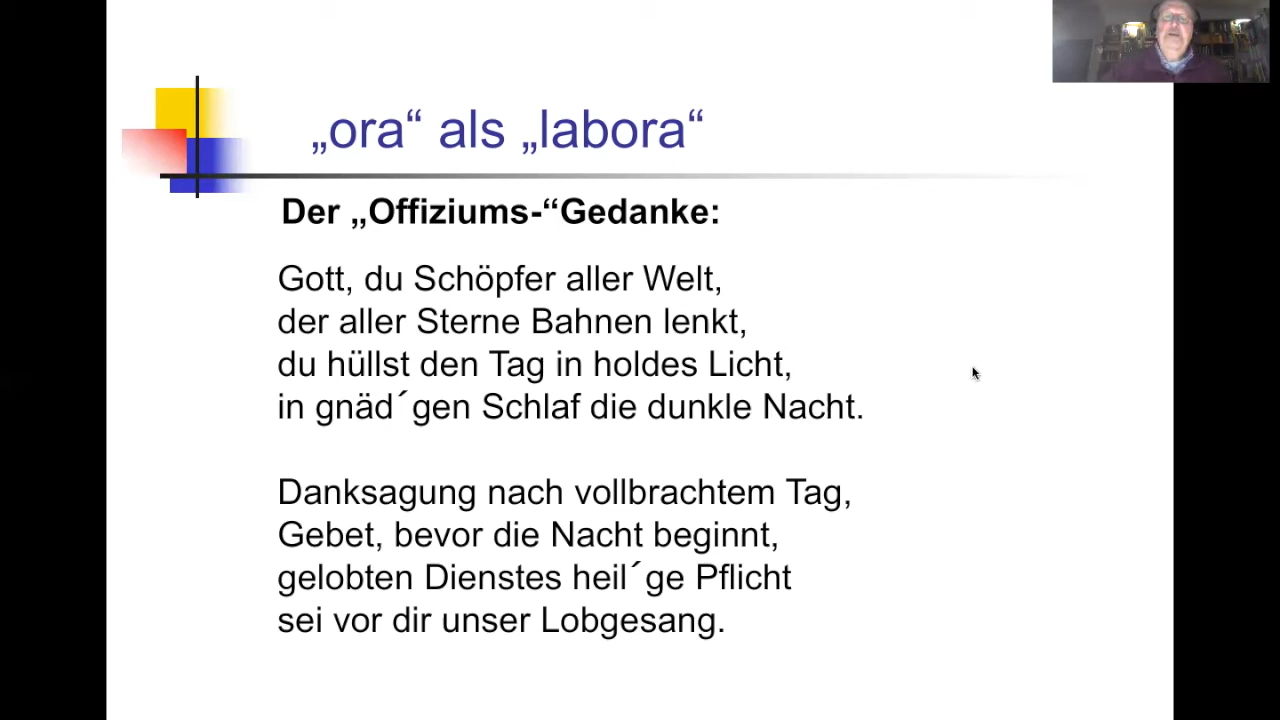 „ora“ als „labora“
Der „Offiziums-“Gedanke:
Gott, du Schöpfer aller Welt,
der aller Sterne Bahnen lenkt,
du hüllst den Tag in holdes Licht,
in gnäd´gen Schlaf die dunkle Nacht.
Danksagung nach vollbrachtem Tag,
Gebet, bevor die Nacht beginnt,
gelobten Dienstes heil´ge Pflicht
sei vor dir unser Lobgesang.